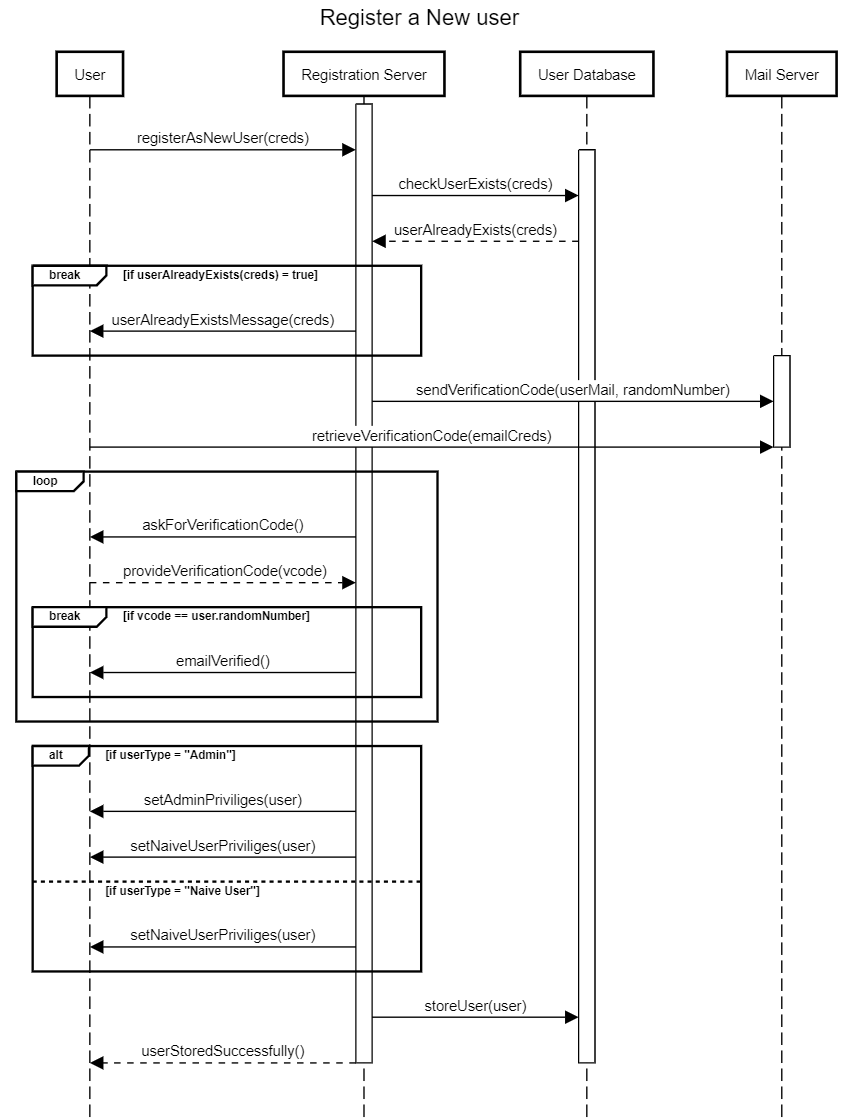 Register a New user
User
Registration Server
User Database
Mail Server
registerAsNewUser(creds)
checkUserExists(creds)
userAlreadyExists(creds)
break
[if userAlreadyExists(creds) = true]
userAlreadyExistsMessage(creds)
sendVerificationCode(userMail, randomNumber)
retrieveVerificationCode(emailCreds)
loop
askForVerificationCode()
provideVerificationCode(vcode)
break
[if vcode == user.randomNumber]
emailVerified()
alt
[if userType = "Admin"]
setAdminPriviliges(user)
setNaiveUserPriviliges(user)
[if userType = "Naive User"]
setNaiveUserPriviliges(user)
storeUser(user)
userStoredSuccessfully()